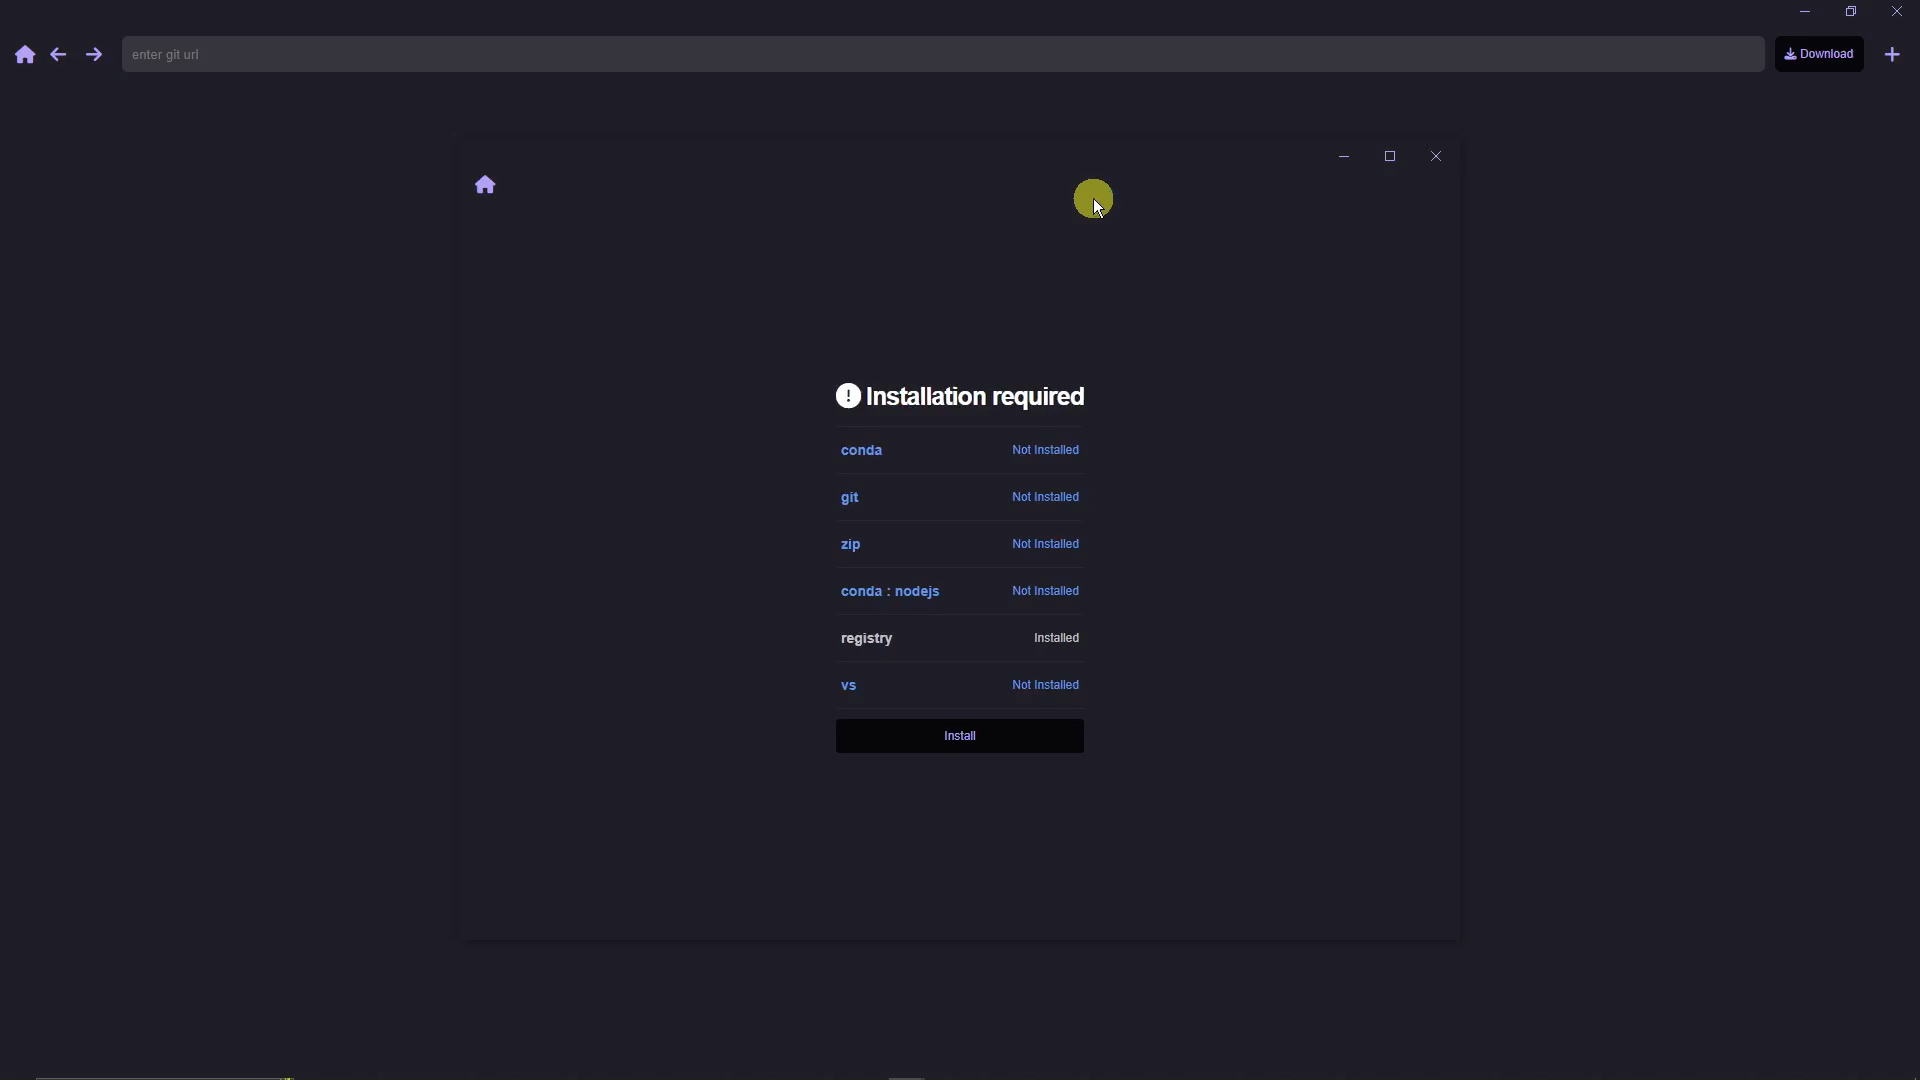 enter git url
Download
Installation required
conda Not Installed
git Not Installed
zip Not Installed
conda : nodejs Not Installed
registry Installed
vs Not Installed
Install